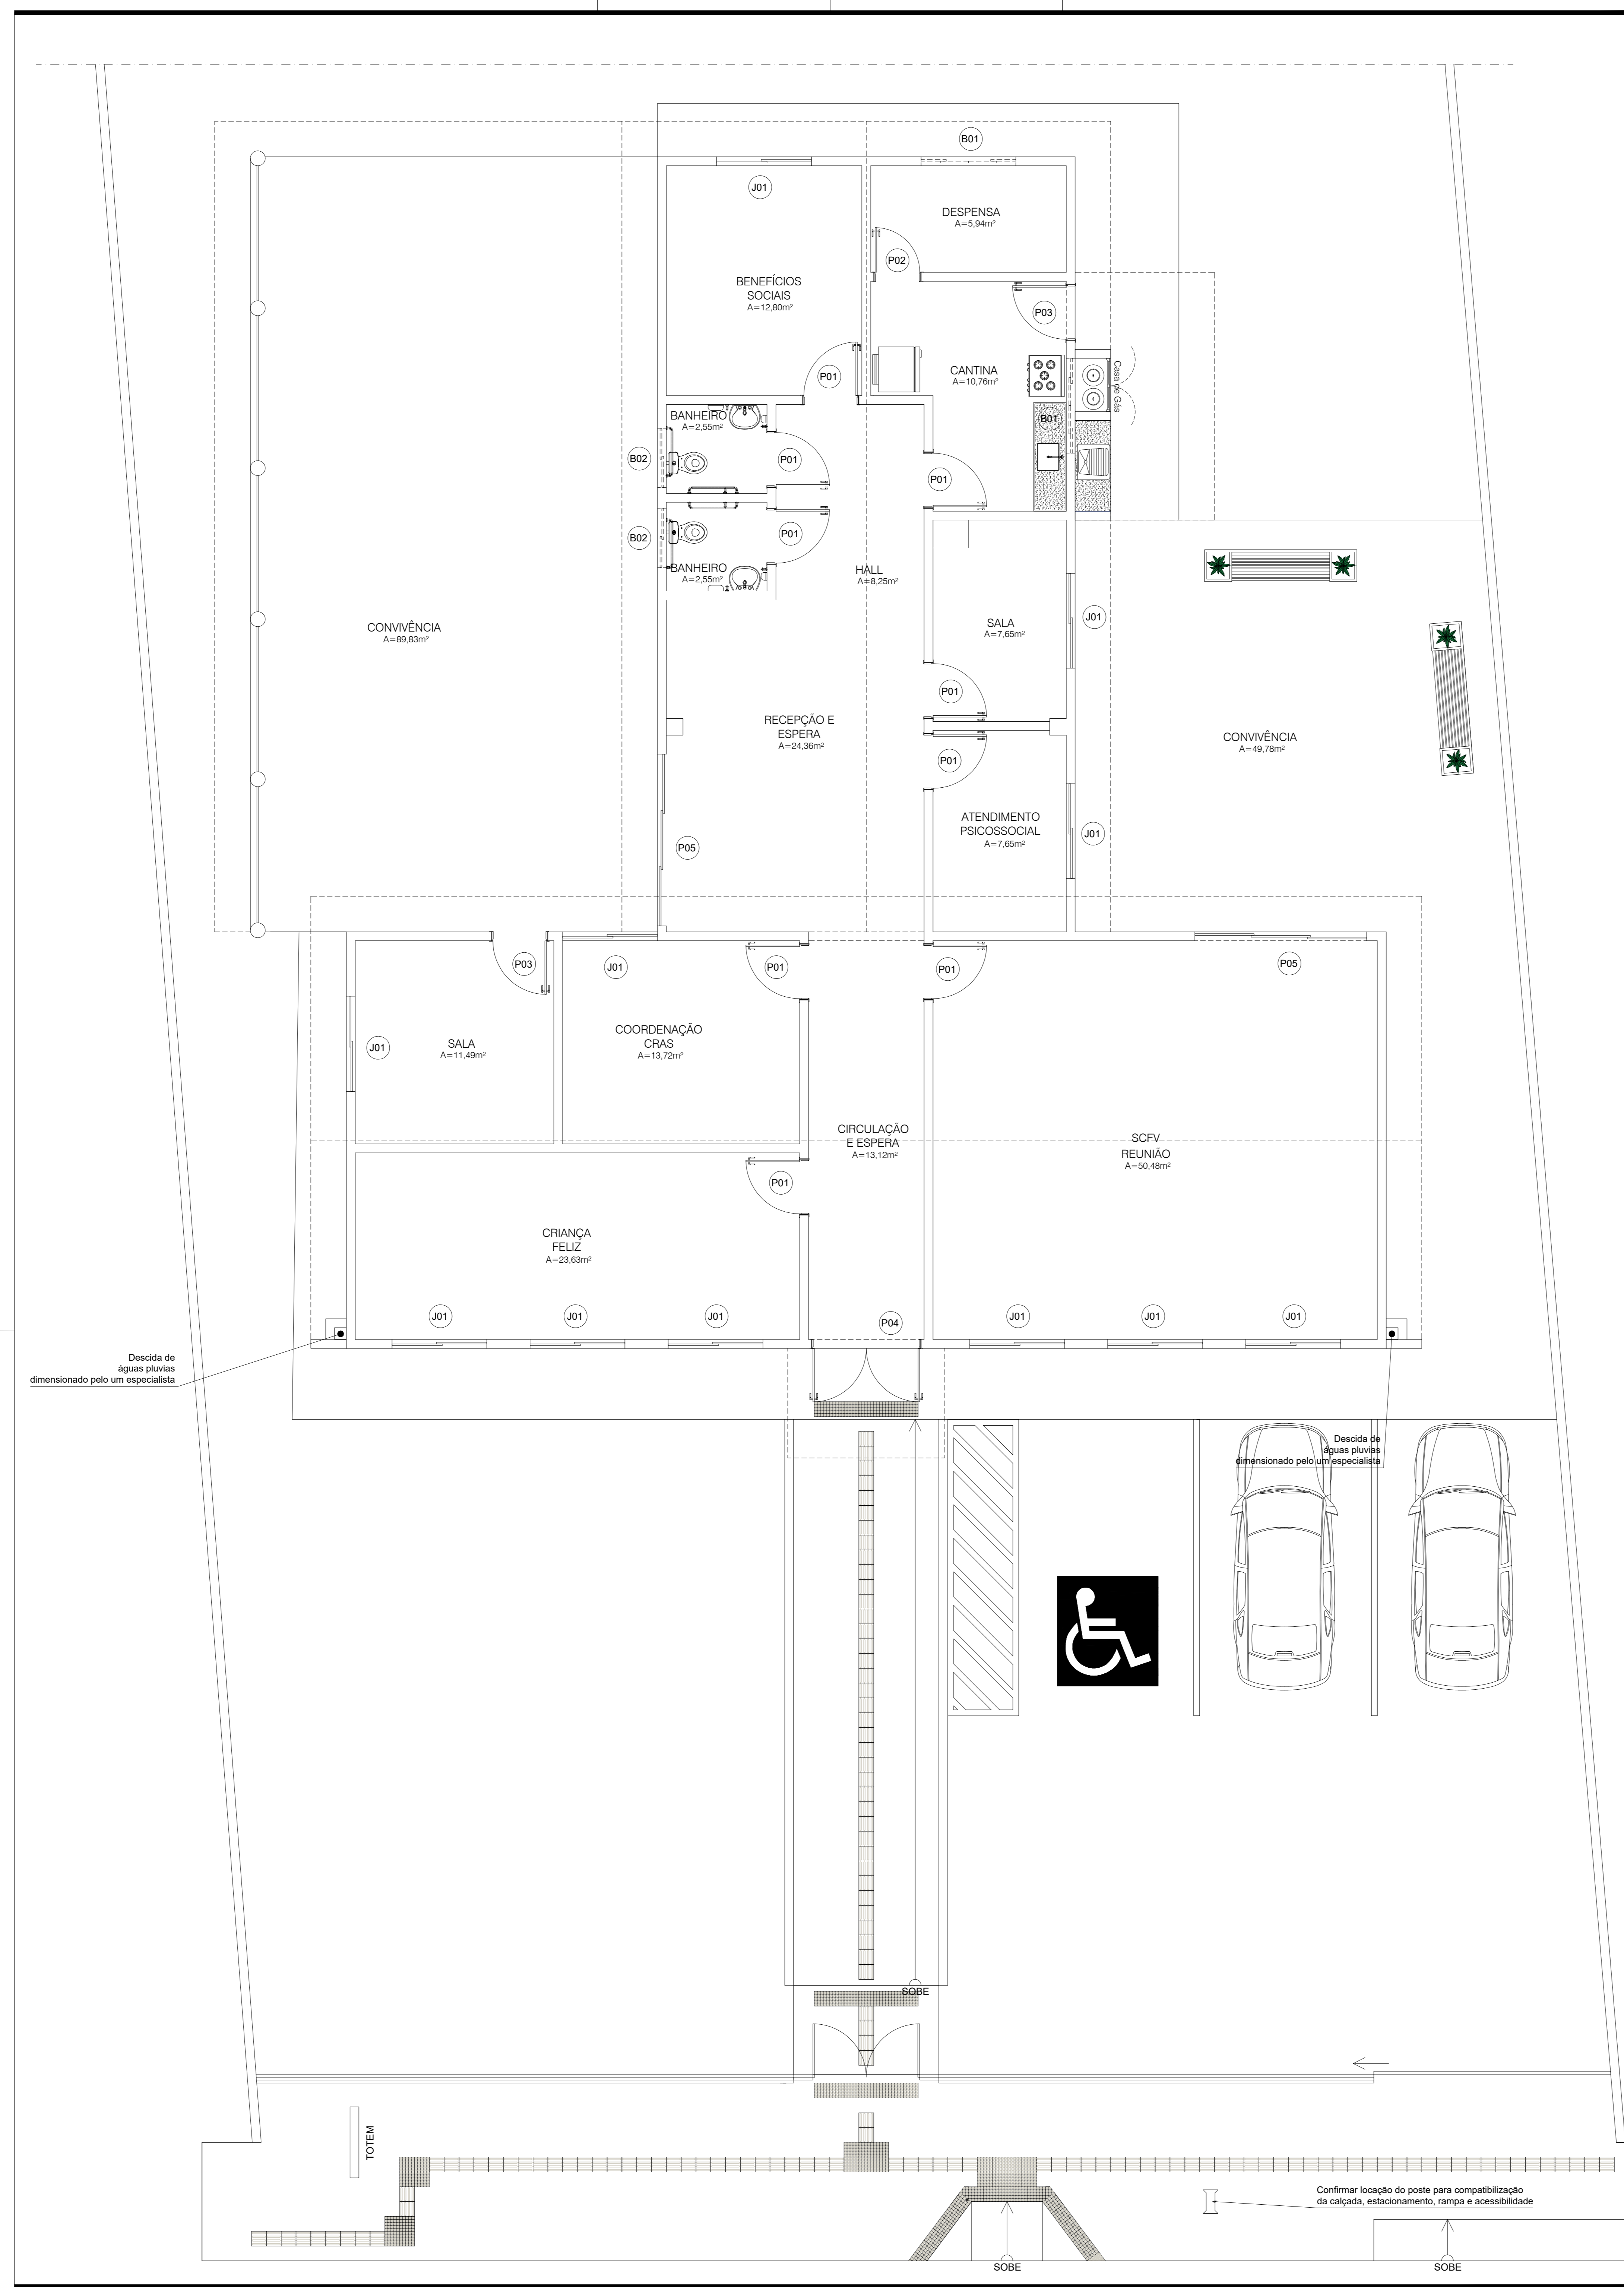 B01
J01
DESPENSA
A=5,94m²
P02
BENEFÍCIOS
SOCIAIS
A=12,80m²
P03
CANTINA
A=10,76m²
Casa de Gás
P01
BANHEIRO
A=2,55m²
B01
B02
P01
P01
B02
P01
BANHEIRO
A=2,55m²
HALL
A=8,25m²
J01
SALA
A=7,65m²
CONVIVÊNCIA
A=89,83m²
P01
RECEPÇÃO E
ESPERA
A=24,36m²
CONVIVÊNCIA
A=49,78m²
P01
ATENDIMENTO
PSICOSSOCIAL
A=7,65m²
J01
P05
P03
J01
P01
P01
P05
COORDENAÇÃO
CRAS
A=13,72m²
J01
SALA
A=11,49m²
CIRCULAÇÃO
E ESPERA
A=13,12m²
SCFV
REUNIÃO
A=50,48m²
P01
CRIANÇA
FELIZ
A=23,63m²
J01
J01
J01
P04
J01
J01
J01
Descida de
águas pluvias
dimensionado pelo um especialista
Descida de
águas pluvias
dimensionado pelo um especialista
SOBE
TOTEM
Confirmar locação do poste para compatibilização
da calçada, estacionamento, rampa e acessibilidade
SOBE
SOBE